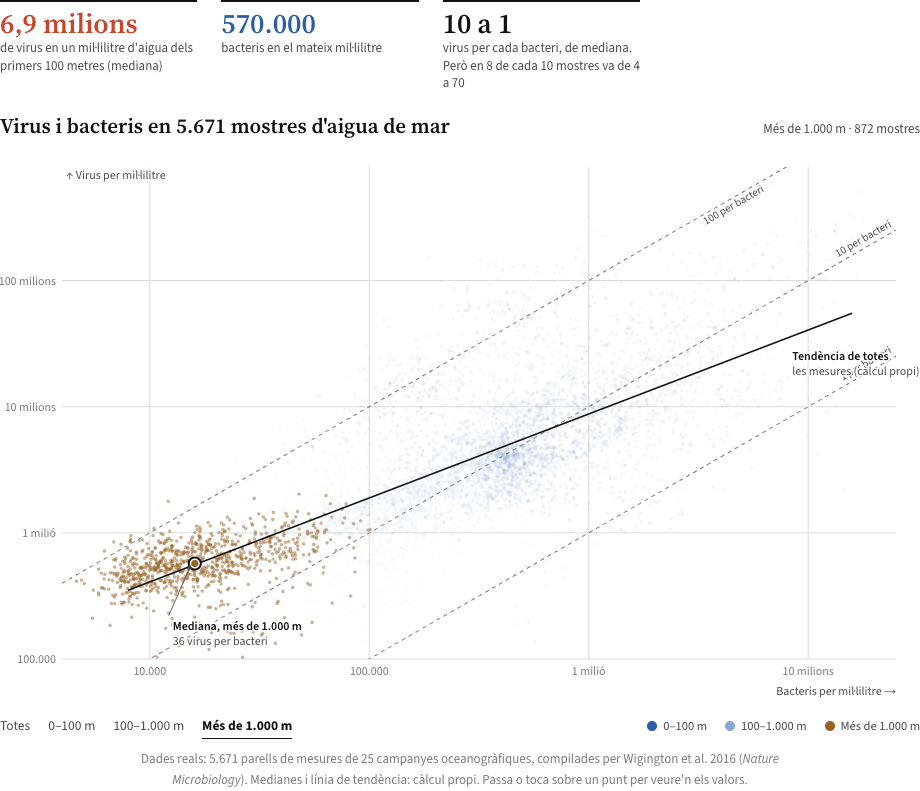 6,9 milions
de virus en un mil·lilitre d'aigua dels
primers 100 metres (mediana)
570.000
bacteris en el mateix mil·lilitre
10 a 1
virus per cada bacteri, de mediana.
Però en 8 de cada 10 mostres va de 4
a 70
Virus i bacteris en 5.671 mostres d'aigua de mar
Més de 1.000 m · 872 mostres
↑ Virus per mil·lilitre
100 per bacteri
10 per bacteri
100 milions
Tendència de totes
les mesures (càlcul propi)
10 milions
1 milió
Mediana, més de 1.000 m
36 virus per bacteri
100.000
10.000
100.000
1 milió
10 milions
Bacteris per mil·lilitre →
Totes
0–100 m
100–1.000 m
Més de 1.000 m
0–100 m
100–1.000 m
Més de 1.000 m
Dades reals: 5.671 parells de mesures de 25 campanyes oceanogràfiques, compilades per Wigington et al. 2016 (Nature
Microbiology). Medianes i línia de tendència: càlcul propi. Passa o toca sobre un punt per veure'n els valors.